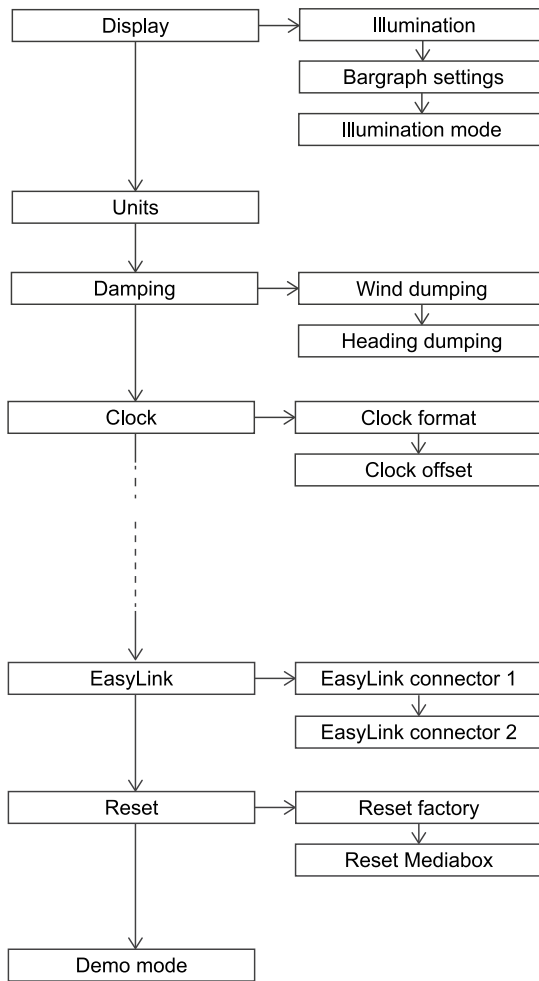 Display
Illumination
Bargraph settings
Illumination mode
Units
Damping
Wind dumping
Heading dumping
Clock
Clock format
Clock offset
EasyLink
EasyLink connector 1
EasyLink connector 2
Reset
Reset factory
Reset Mediabox
Demo mode